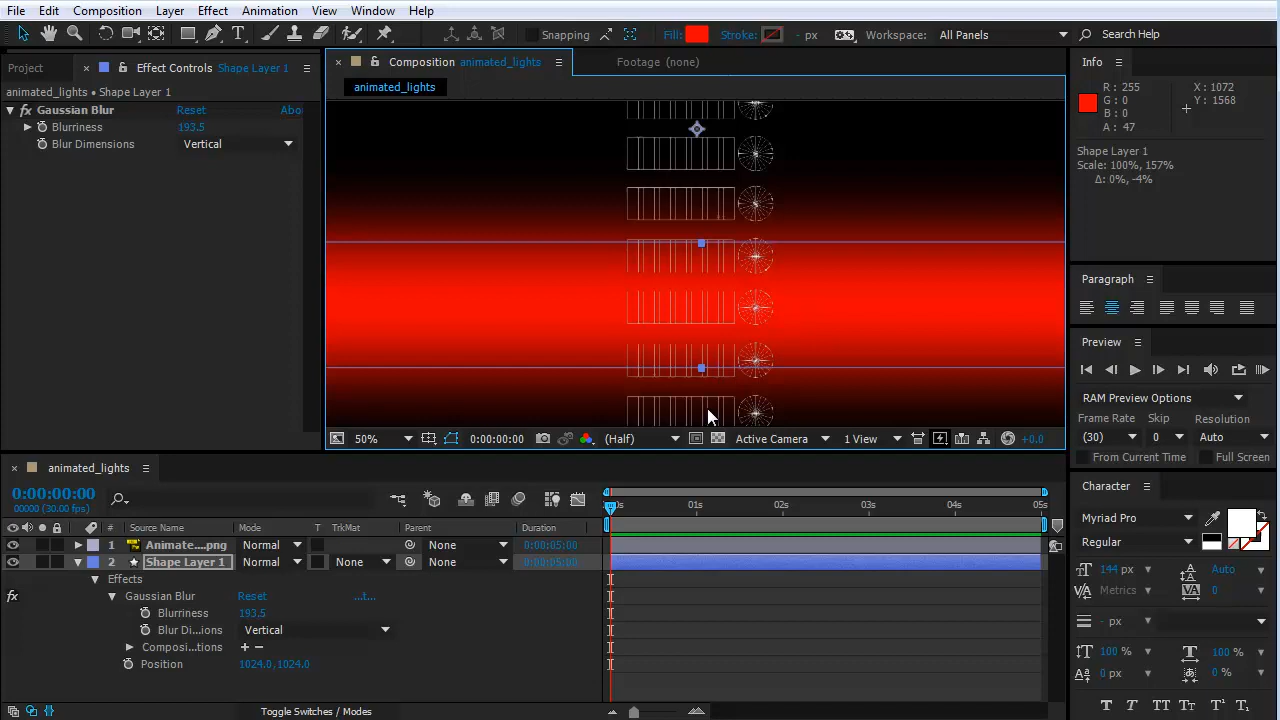 File Edit Composition Layer Effect Animation View Window Help
Snapping Fill: Stroke: - px Workspace: All Panels Search Help
Project Effect Controls Shape Layer 1
animated_lights • Shape Layer 1
Gaussian Blur Reset Abo
Blurriness 193.5
Blur Dimensions Vertical
Composition animated_lights Footage (none)
animated_lights
Info
R : 255
G : 0
B : 0
A : 47
X : 1072
Y : 1568
Shape Layer 1
Scale: 100%, 157%
Δ: 0%, -4%
Paragraph
Preview
RAM Preview Options
Frame Rate Skip Resolution
(30) 0 Auto
From Current Time Full Screen
50% 0:00:00:00 (Half) Active Camera 1 View +0.0
animated_lights
0:00:00:00
00000 (30.00 fps)
0s 01s 02s 03s 04s 05s
# Source Name Mode T TrkMat Parent Duration
1 Animate....png Normal None 0:00:05:00
2 Shape Layer 1 Normal None None 0:00:05:00
Effects
Gaussian Blur Reset ...t...
Blurriness 193.5
Blur Di...ions Vertical
Composi...tions + −
Position 1024.0,1024.0
Toggle Switches / Modes
Character
Myriad Pro
Regular
144 px Auto
Metrics 0
- px
100 % 100 %
0 px 0 %
T T TT Tt T¹ T₁